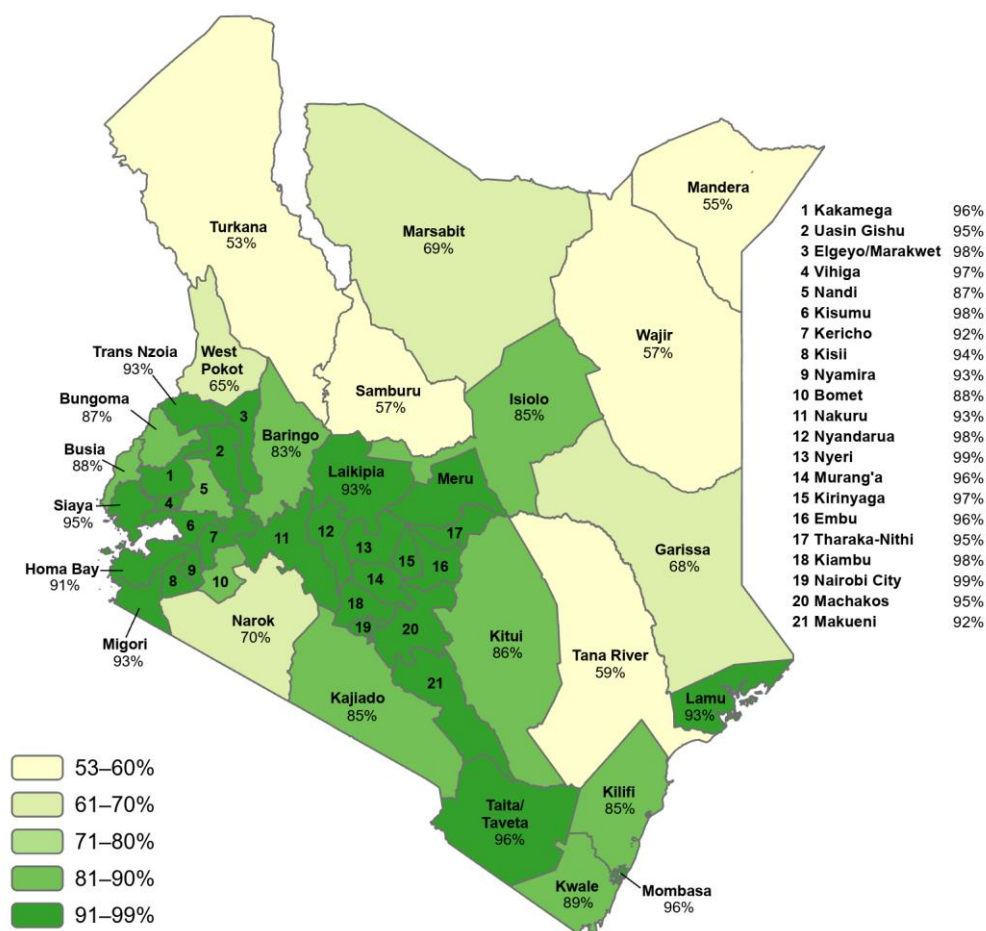 Mandera
55%
Turkana
53%
Marsabit
69%
Wajir
57%
Trans Nzoia
93%
West
Pokot
65%
Samburu
57%
Isiolo
85%
Bungoma
87%
3
Baringo
83%
2
Busia
88%
1
Laikipia
93%
Meru
5
Siaya
95%
4
6
7
11
12
13
15
17
16
Garissa
68%
Homa Bay
91%
8
9
10
14
18
19
20
Narok
70%
Kitui
86%
Tana River
59%
Migori
93%
21
Kajiado
85%
Lamu
93%
Kilifi
85%
Taita/
Taveta
96%
Kwale
89%
Mombasa
96%
1 Kakamega 96%
2 Uasin Gishu 95%
3 Elgeyo/Marakwet 98%
4 Vihiga 97%
5 Nandi 87%
6 Kisumu 98%
7 Kericho 92%
8 Kisii 94%
9 Nyamira 93%
10 Bomet 88%
11 Nakuru 93%
12 Nyandarua 98%
13 Nyeri 99%
14 Murang'a 96%
15 Kirinyaga 97%
16 Embu 96%
17 Tharaka-Nithi 95%
18 Kiambu 98%
19 Nairobi City 99%
20 Machakos 95%
21 Makueni 92%
53–60%
61–70%
71–80%
81–90%
91–99%